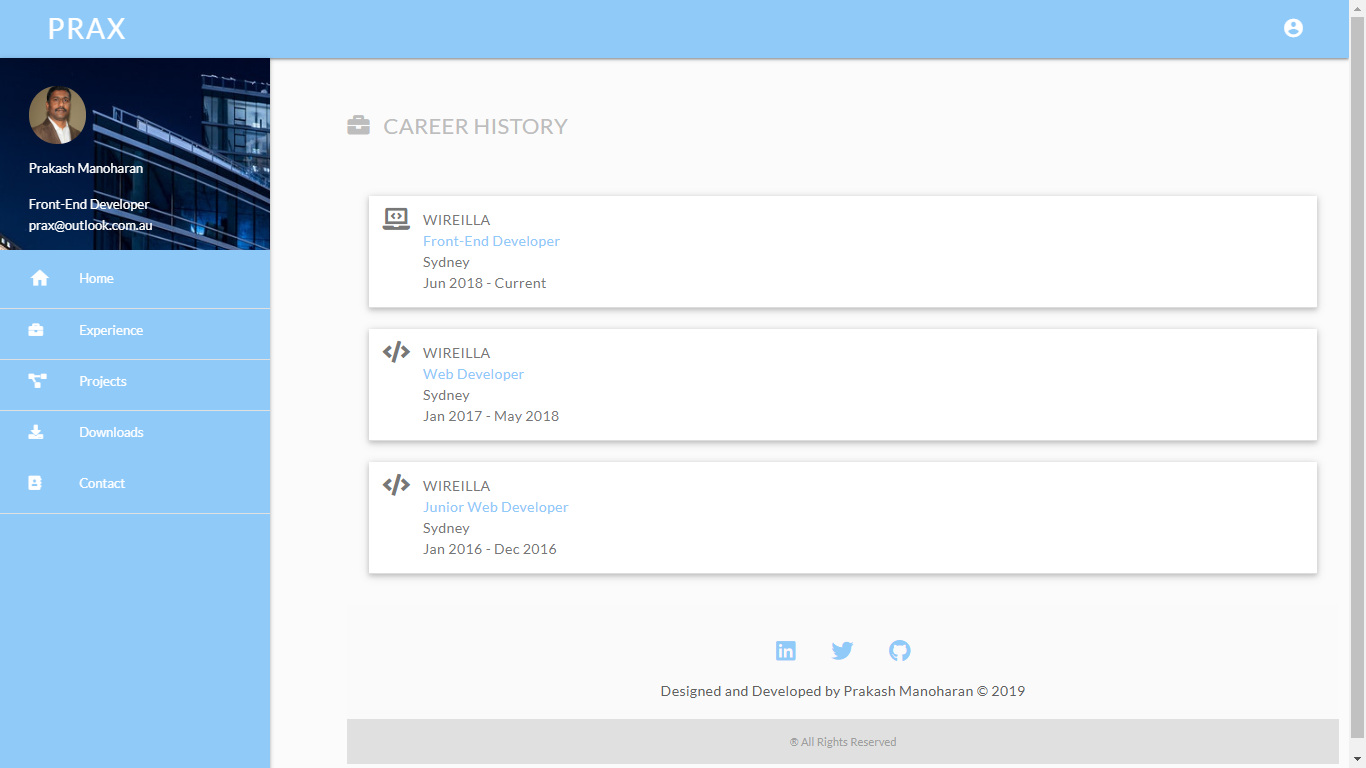 PRAX
Prakash Manoharan
Front-End Developer
prax@outlook.com.au
Home
Experience
Projects
Downloads
Contact
CAREER HISTORY
WIREILLA
Front-End Developer
Sydney
Jun 2018 - Current
WIREILLA
Web Developer
Sydney
Jan 2017 - May 2018
WIREILLA
Junior Web Developer
Sydney
Jan 2016 - Dec 2016
Designed and Developed by Prakash Manoharan © 2019
® All Rights Reserved